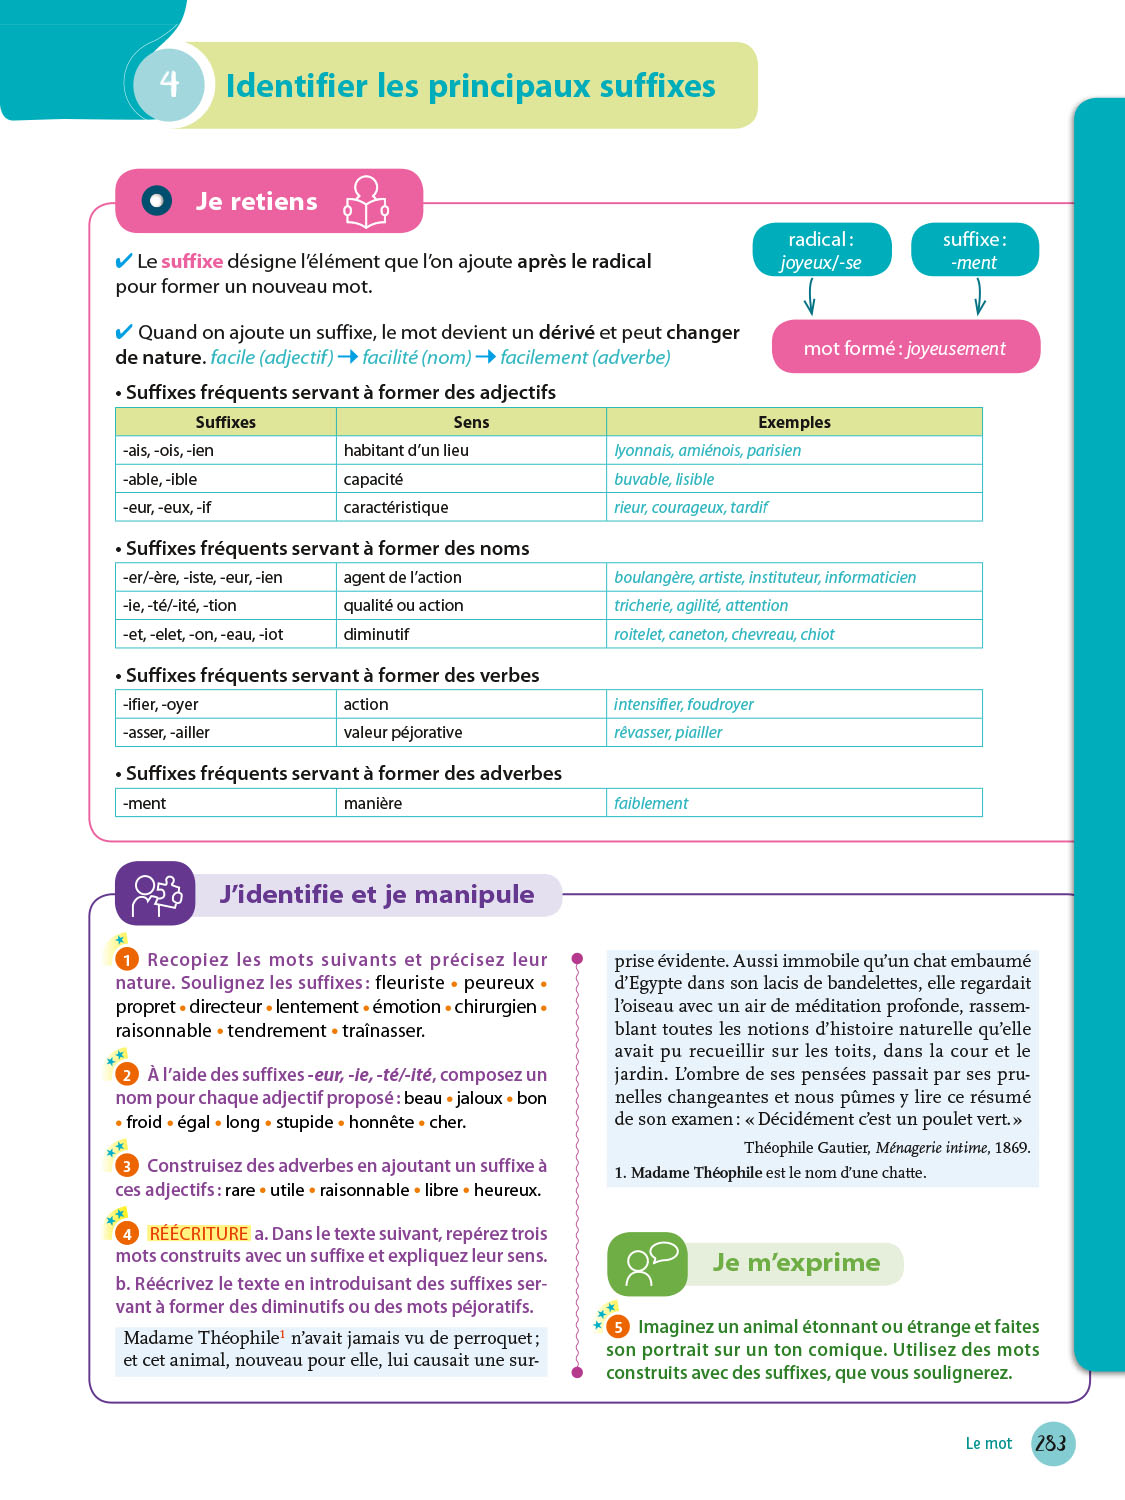 4
Identifier les principaux suffixes
Je retiens
✔ Le suffixe désigne l'élément que l'on ajoute après le radical
pour former un nouveau mot.
radical :
joyeux/-se
suffixe :
-ment
mot formé : joyeusement
✔ Quand on ajoute un suffixe, le mot devient un dérivé et peut changer
de nature. facile (adjectif) → facilité (nom) → facilement (adverbe)
• Suffixes fréquents servant à former des adjectifs
Suffixes Sens Exemples
-ais, -ois, -ien habitant d'un lieu lyonnais, amiénois, parisien
-able, -ible capacité buvable, lisible
-eur, -eux, -if caractéristique rieur, courageux, tardif
• Suffixes fréquents servant à former des noms
-er/-ère, -iste, -eur, -ien agent de l'action boulangère, artiste, instituteur, informaticien
-ie, -té/-ité, -tion qualité ou action tricherie, agilité, attention
-et, -elet, -on, -eau, -iot diminutif roitelet, caneton, chevreau, chiot
• Suffixes fréquents servant à former des verbes
-ifier, -oyer action intensifier, foudroyer
-asser, -ailler valeur péjorative rêvasser, piailler
• Suffixes fréquents servant à former des adverbes
-ment manière faiblement
J'identifie et je manipule
1 Recopiez les mots suivants et précisez leur
nature. Soulignez les suffixes : fleuriste • peureux •
propret • directeur • lentement • émotion • chirurgien •
raisonnable • tendrement • traînasser.
2 À l'aide des suffixes -eur, -ie, -té/-ité, composez un
nom pour chaque adjectif proposé : beau • jaloux • bon
• froid • égal • long • stupide • honnête • cher.
3 Construisez des adverbes en ajoutant un suffixe à
ces adjectifs : rare • utile • raisonnable • libre • heureux.
4 RÉÉCRITURE a. Dans le texte suivant, repérez trois
mots construits avec un suffixe et expliquez leur sens.
b. Réécrivez le texte en introduisant des suffixes ser-
vant à former des diminutifs ou des mots péjoratifs.
Madame Théophile1 n'avait jamais vu de perroquet ;
et cet animal, nouveau pour elle, lui causait une sur-
prise évidente. Aussi immobile qu'un chat embaumé
d'Egypte dans son lacis de bandelettes, elle regardait
l'oiseau avec un air de méditation profonde, rassem-
blant toutes les notions d'histoire naturelle qu'elle
avait pu recueillir sur les toits, dans la cour et le
jardin. L'ombre de ses pensées passait par ses pru-
nelles changeantes et nous pûmes y lire ce résumé
de son examen : « Décidément c'est un poulet vert. »
Théophile Gautier, Ménagerie intime, 1869.
1. Madame Théophile est le nom d'une chatte.
Je m'exprime
5 Imaginez un animal étonnant ou étrange et faites
son portrait sur un ton comique. Utilisez des mots
construits avec des suffixes, que vous soulignerez.
Le mot 283